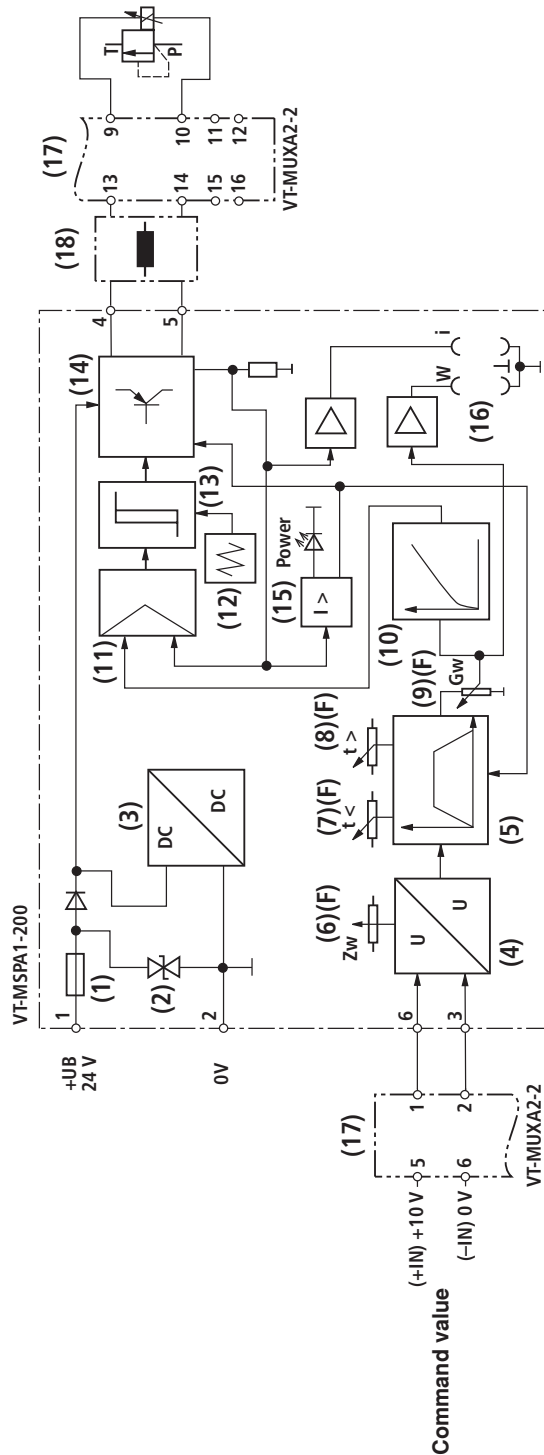 VT-MSPA1-200
+UB
24 V
1
(1)
(2)
2
0V
(3)
DC
DC
(11)
(12)
(13)
(14)
4
5
(18)
(17)
13
14
15
16
9
10
11
12
VT-MUXA2-2
T
P
(15)
I >
Power
i
W
(16)
(10)
(9)(F)
Gw
(8)(F)
t >
(7)(F)
t <
(5)
(6)(F)
Zw
U
U
(4)
6
3
(17)
1
2
5
6
VT-MUXA2-2
(+IN) +10 V
(–IN) 0 V
Command value